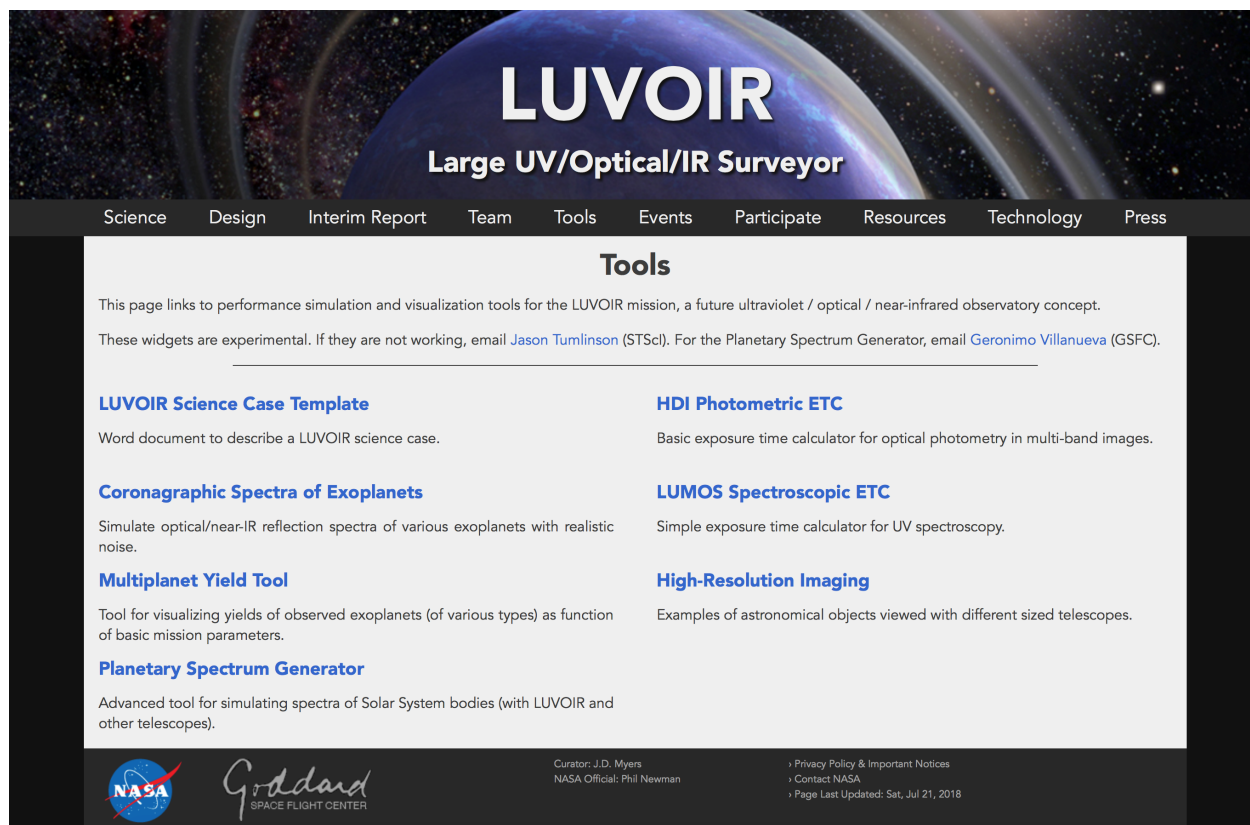 LUVOIR
Large UV/Optical/IR Surveyor
Science Design Interim Report Team Tools Events Participate Resources Technology Press
Tools
This page links to performance simulation and visualization tools for the LUVOIR mission, a future ultraviolet / optical / near-infrared observatory concept.
These widgets are experimental. If they are not working, email Jason Tumlinson (STScI). For the Planetary Spectrum Generator, email Geronimo Villanueva (GSFC).
LUVOIR Science Case Template
Word document to describe a LUVOIR science case.
HDI Photometric ETC
Basic exposure time calculator for optical photometry in multi-band images.
Coronagraphic Spectra of Exoplanets
Simulate optical/near-IR reflection spectra of various exoplanets with realistic
noise.
LUMOS Spectroscopic ETC
Simple exposure time calculator for UV spectroscopy.
Multiplanet Yield Tool
Tool for visualizing yields of observed exoplanets (of various types) as function
of basic mission parameters.
High-Resolution Imaging
Examples of astronomical objects viewed with different sized telescopes.
Planetary Spectrum Generator
Advanced tool for simulating spectra of Solar System bodies (with LUVOIR and
other telescopes).
NASA
Goddard
SPACE FLIGHT CENTER
Curator: J.D. Myers
NASA Official: Phil Newman
› Privacy Policy & Important Notices
› Contact NASA
› Page Last Updated: Sat, Jul 21, 2018